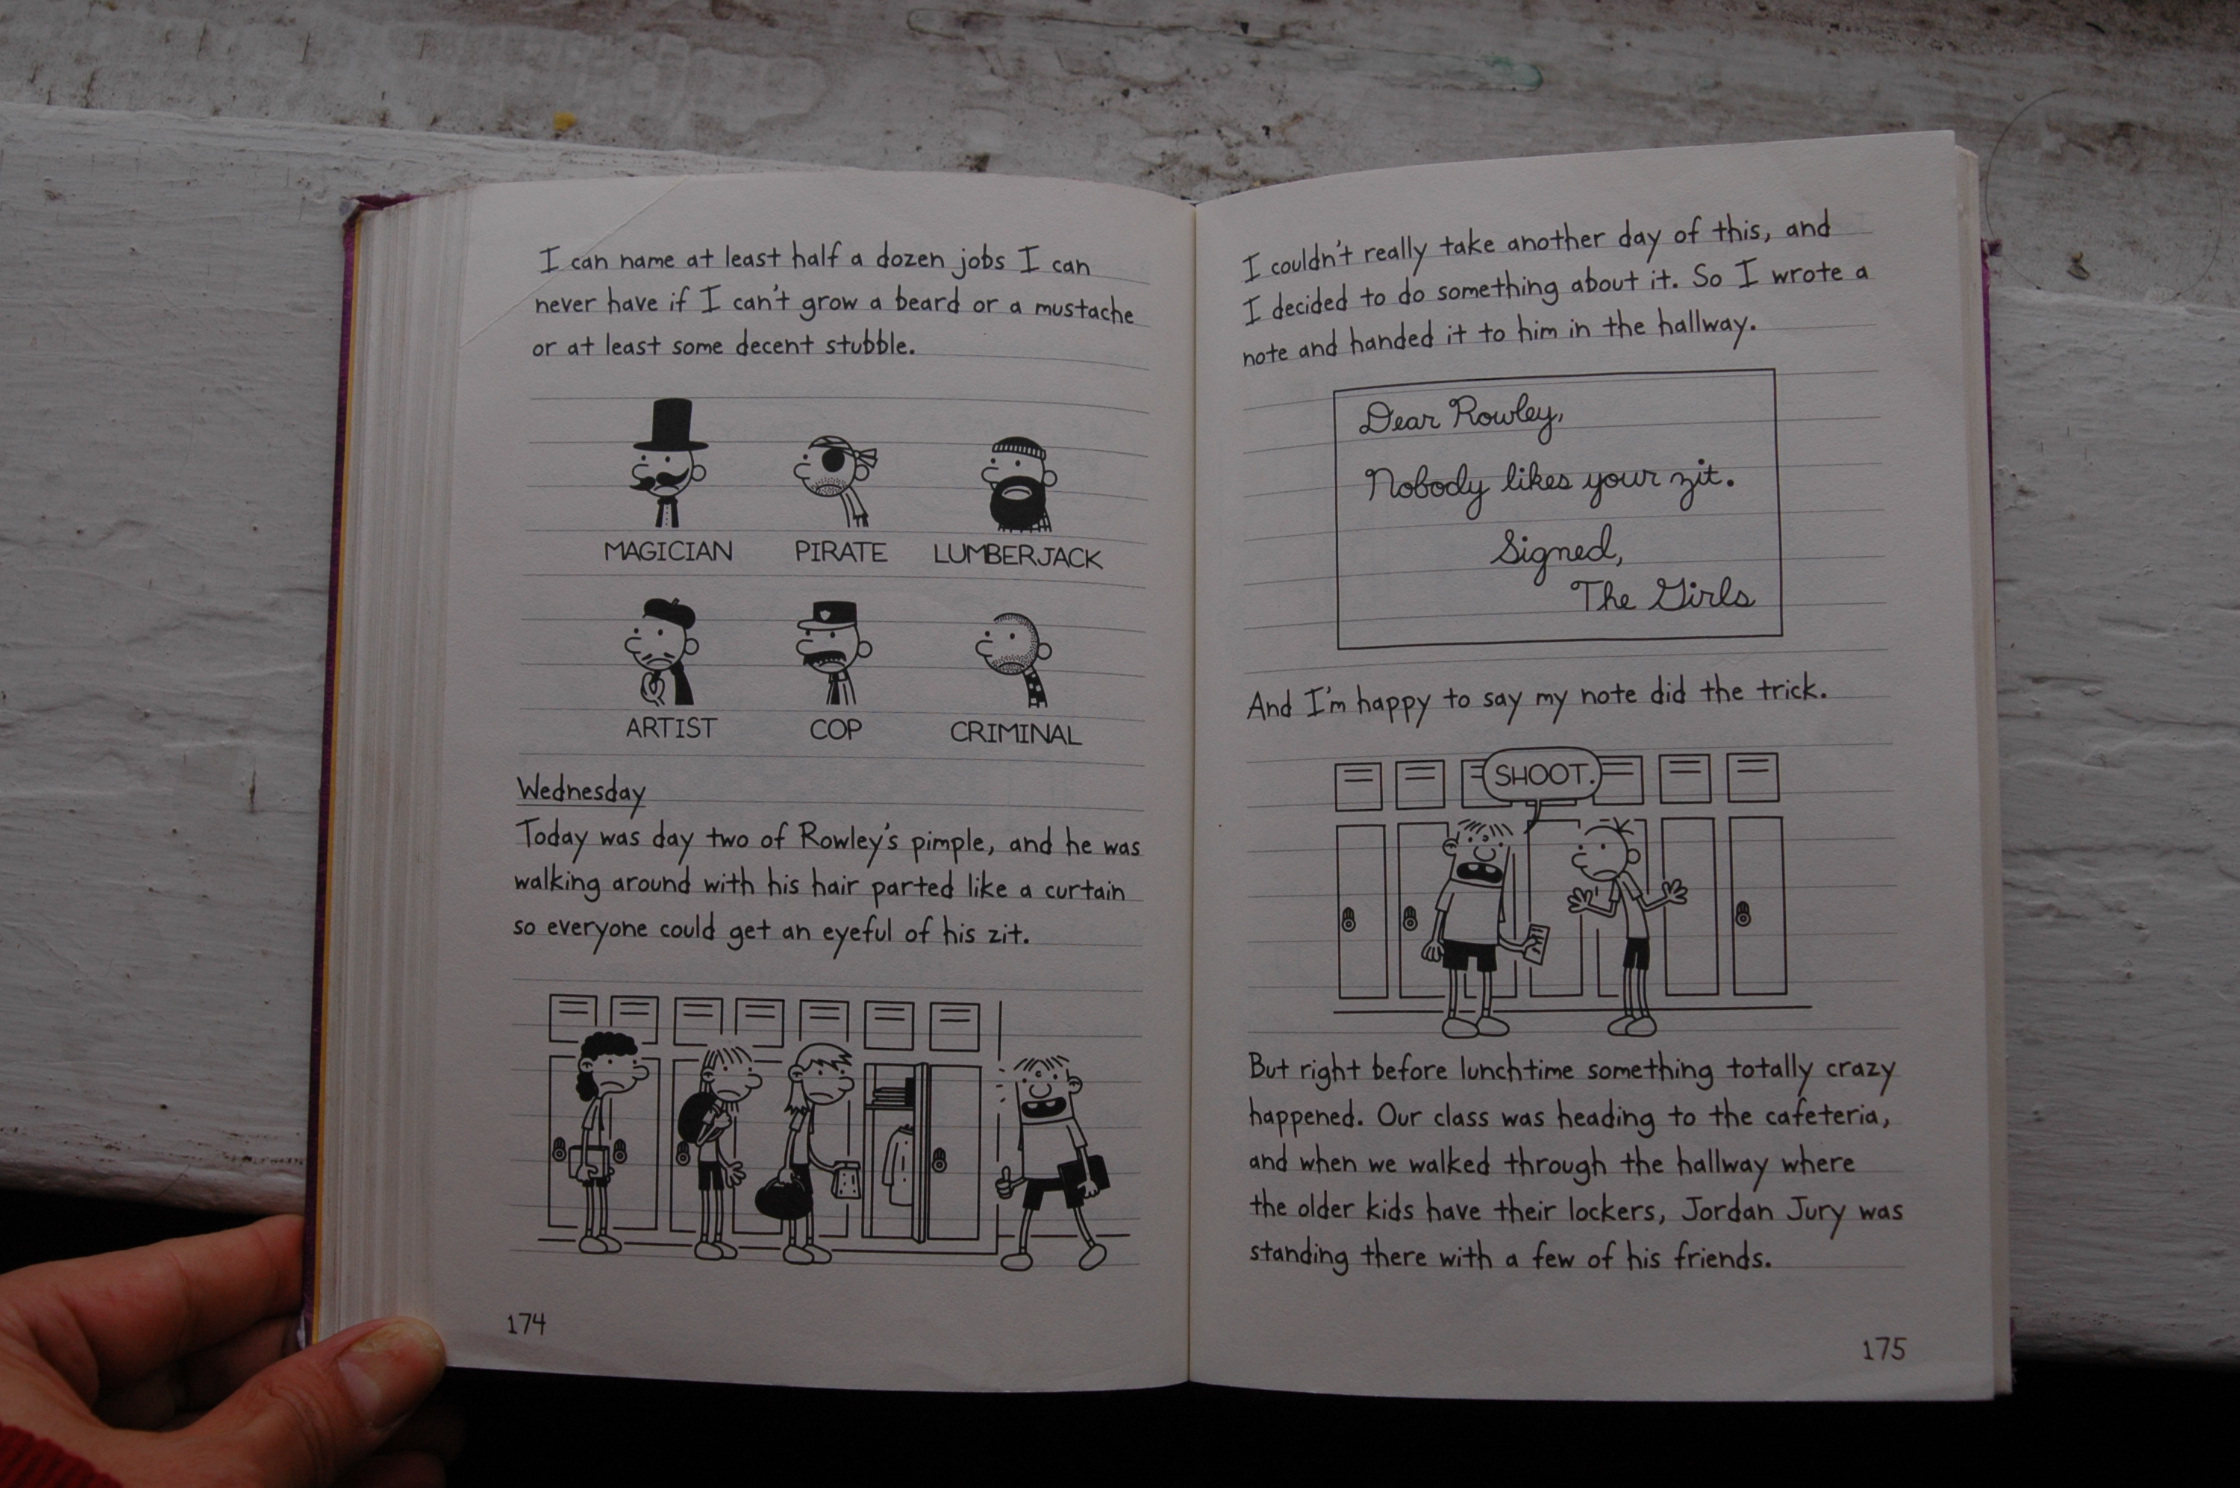 I can name at least half a dozen jobs I can
never have if I can't grow a beard or a mustache
or at least some decent stubble.
MAGICIAN PIRATE LUMBERJACK
ARTIST COP CRIMINAL
Wednesday
Today was day two of Rowley's pimple, and he was
walking around with his hair parted like a curtain
so everyone could get an eyeful of his zit.
174
I couldn't really take another day of this, and
I decided to do something about it. So I wrote a
note and handed it to him in the hallway.
Dear Rowley,
Nobody likes your zit.
Signed,
The Girls
And I'm happy to say my note did the trick.
SHOOT.
But right before lunchtime something totally crazy
happened. Our class was heading to the cafeteria,
and when we walked through the hallway where
the older kids have their lockers, Jordan Jury was
standing there with a few of his friends.
175